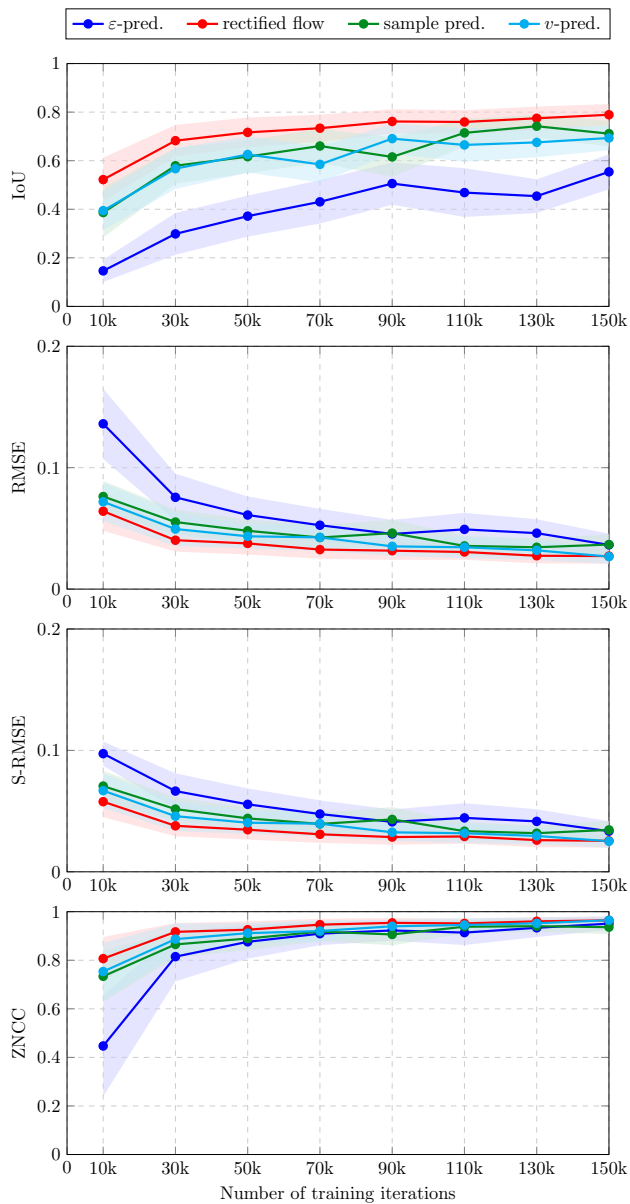 ε-pred. rectified flow sample pred. v-pred.
1
0.8
0.6
0.4
0.2
0
IoU
0 10k 30k 50k 70k 90k 110k 130k 150k
0.2
0.1
0
RMSE
0 10k 30k 50k 70k 90k 110k 130k 150k
0.2
0.1
0
S-RMSE
0 10k 30k 50k 70k 90k 110k 130k 150k
1
0.8
0.6
0.4
0.2
0
ZNCC
0 10k 30k 50k 70k 90k 110k 130k 150k
Number of training iterations